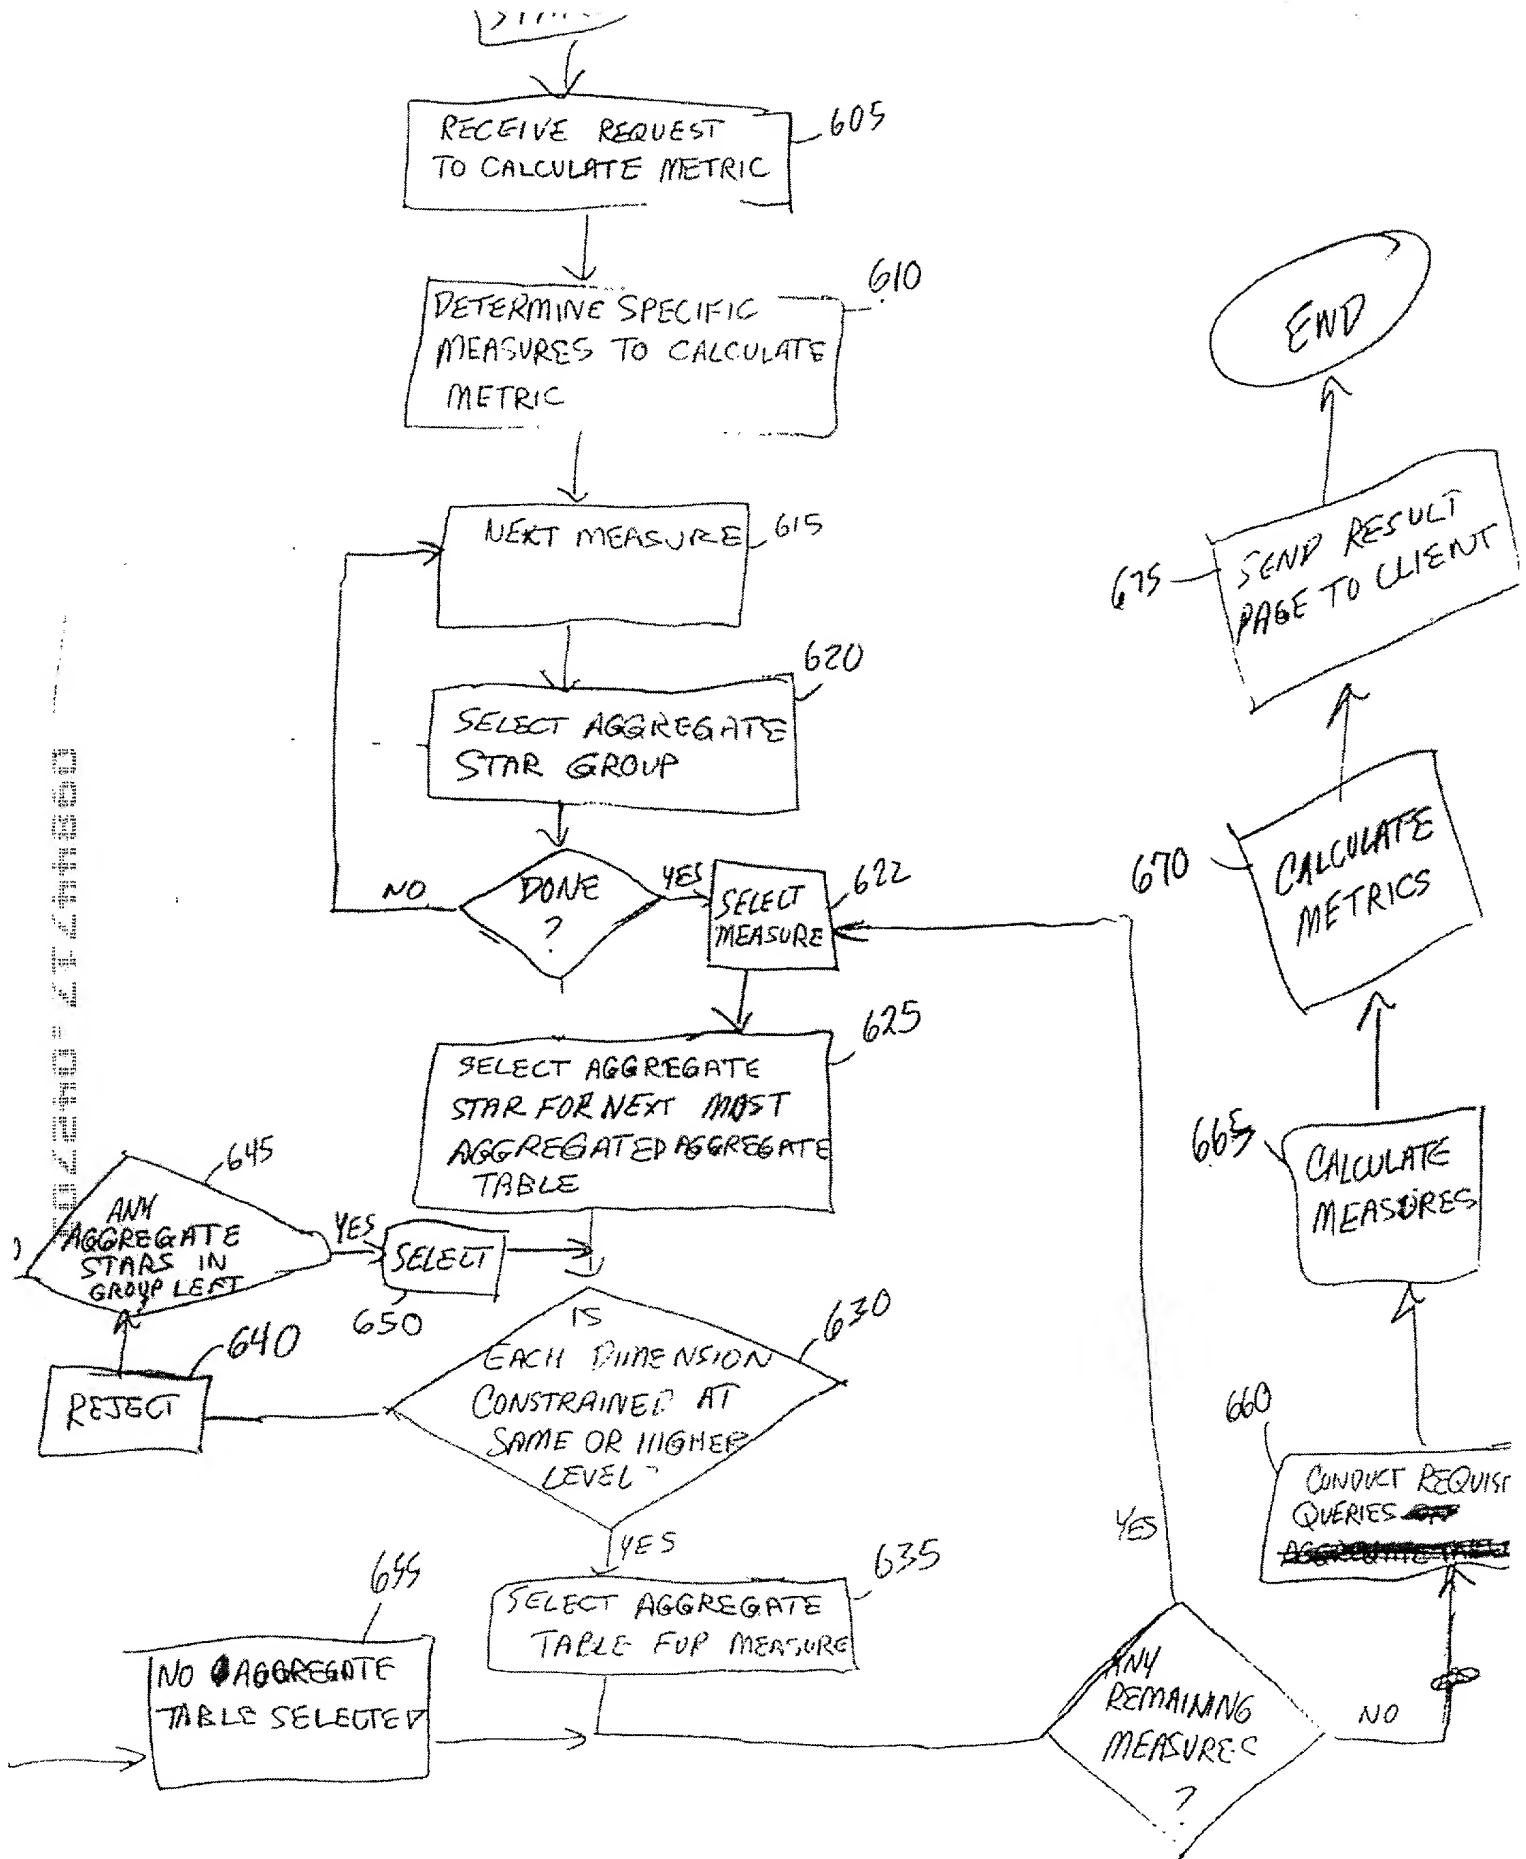 RECEIVE REQUEST
TO CALCULATE METRIC
605
DETERMINE SPECIFIC
MEASURES TO CALCULATE
METRIC
610
NEXT MEASURE
615
SELECT AGGREGATE
STAR GROUP
620
DONE
?
NO
YES
SELECT
MEASURE
622
SELECT AGGREGATE
STAR FOR NEXT MOST
AGGREGATED AGGREGATE
TABLE
625
ANY
AGGREGATE
STARS IN
GROUP LEFT
?
645
YES
SELECT
650
IS
EACH DIMENSION
CONSTRAINED AT
SAME OR HIGHER
LEVEL?
630
REJECT
640
YES
SELECT AGGREGATE
TABLE FOR MEASURE
635
NO AGGREGATE
TABLE SELECTED
655
ANY
REMAINING
MEASURES
?
YES
NO
CONDUCT REQUIS
QUERIES
660
CALCULATE
MEASURES
665
CALCULATE
METRICS
670
SEND RESULT
PAGE TO CLIENT
675
END